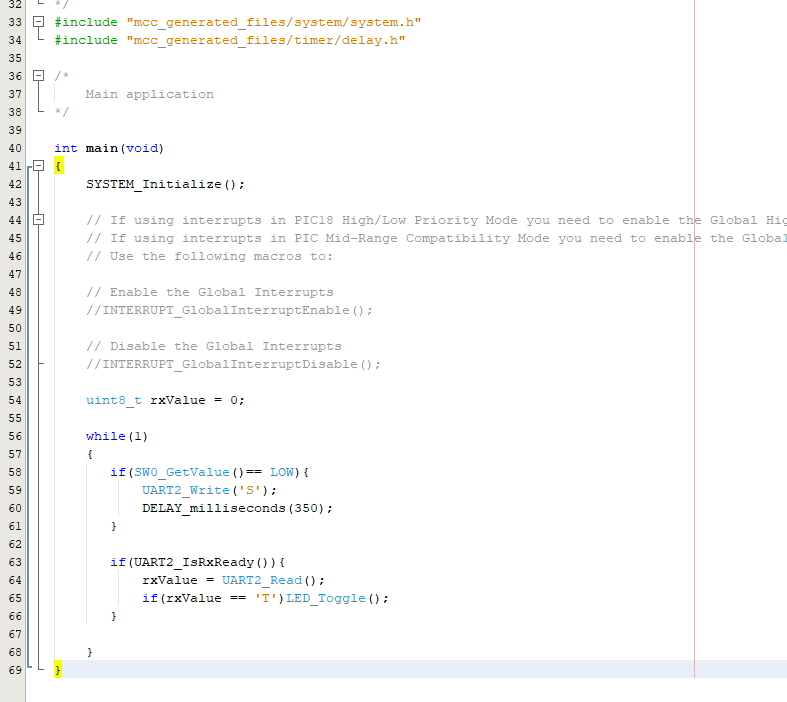 32 */
33 #include "mcc_generated_files/system/system.h"
34 #include "mcc_generated_files/timer/delay.h"
35
36 /*
37     Main application
38 */
39
40 int main(void)
41 {
42     SYSTEM_Initialize();
43
44     // If using interrupts in PIC18 High/Low Priority Mode you need to enable the Global Hig
45     // If using interrupts in PIC Mid-Range Compatibility Mode you need to enable the Global
46     // Use the following macros to:
47
48     // Enable the Global Interrupts
49     //INTERRUPT_GlobalInterruptEnable();
50
51     // Disable the Global Interrupts
52     //INTERRUPT_GlobalInterruptDisable();
53
54     uint8_t rxValue = 0;
55
56     while(1)
57     {
58        if(SW0_GetValue()== LOW){
59            UART2_Write('S');
60            DELAY_milliseconds(350);
61        }
62
63        if(UART2_IsRxReady()){
64            rxValue = UART2_Read();
65            if(rxValue == 'T')LED_Toggle();
66        }
67
68     }
69 }